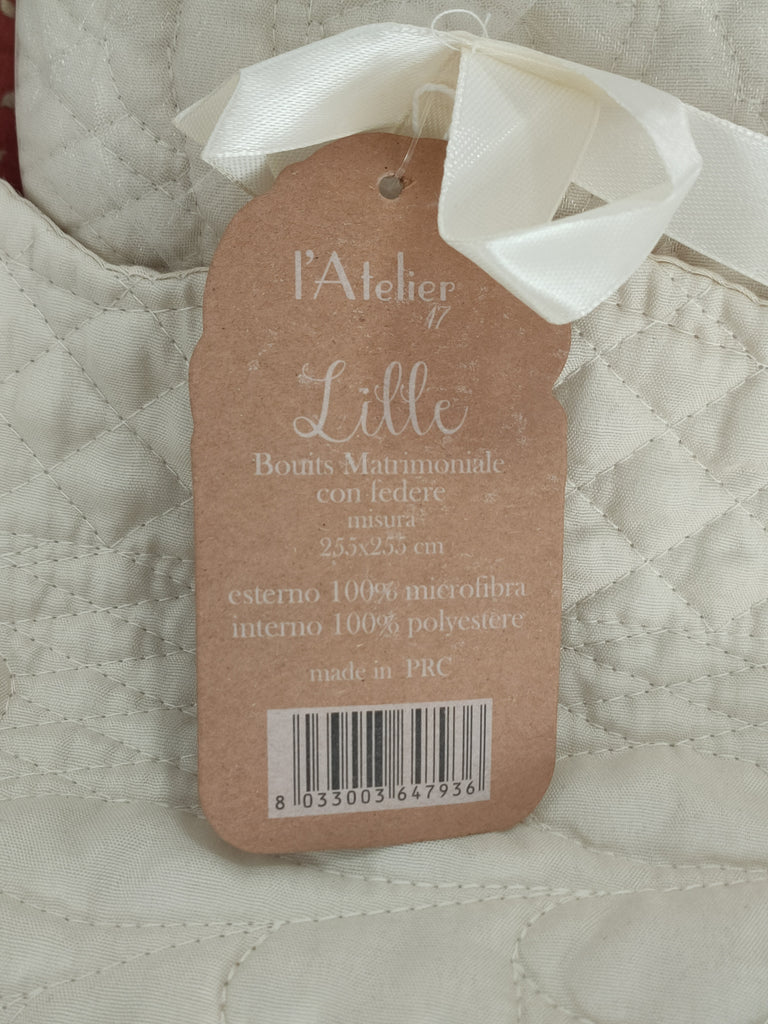 l'Atelier
17
Lille
Bouits Matrimoniale
con federe
misura
255x255 cm
esterno 100% microfibra
interno 100% polyestere
made in PRC
8 033003 647936